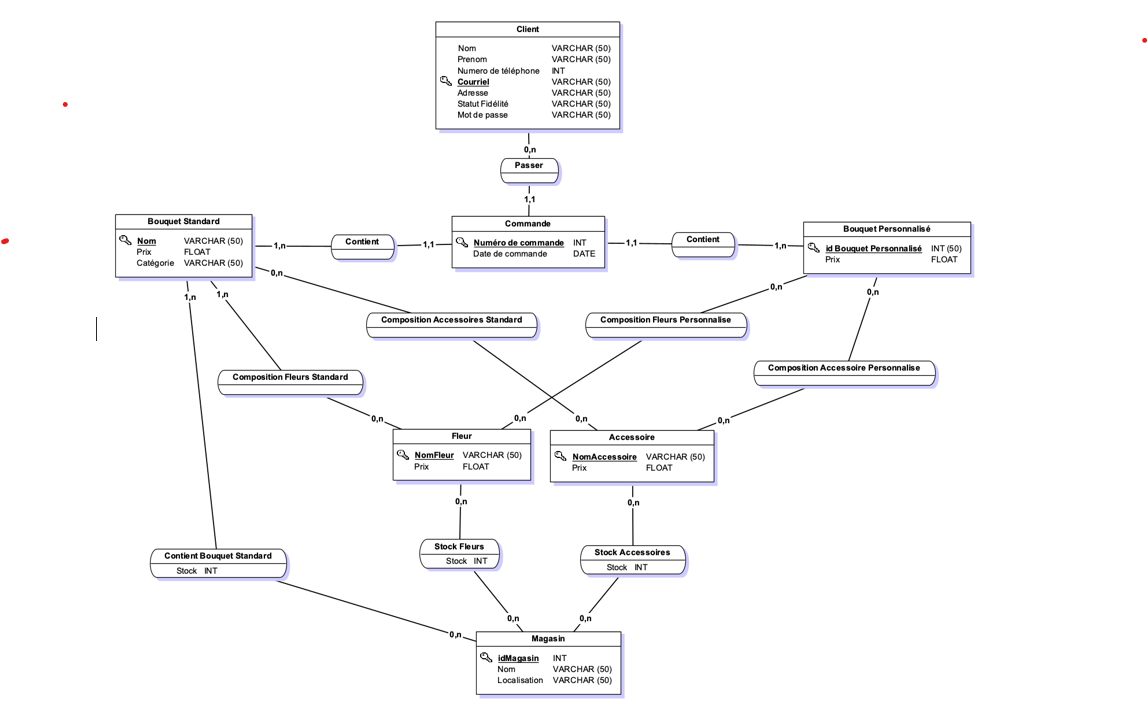 Client
Nom VARCHAR (50)
Prenom VARCHAR (50)
Numero de téléphone INT
Courriel VARCHAR (50)
Adresse VARCHAR (50)
Statut Fidélité VARCHAR (50)
Mot de passe VARCHAR (50)
0,n
Passer
1,1
Bouquet Standard
Nom VARCHAR (50)
Prix FLOAT
Catégorie VARCHAR (50)
1,n
Contient
1,1
Commande
Numéro de commande INT
Date de commande DATE
1,1
Contient
1,n
Bouquet Personnalisé
id Bouquet Personnalisé INT (50)
Prix FLOAT
0,n
1,n
1,n
0,n
0,n
Composition Accessoires Standard
Composition Fleurs Personnalise
Composition Fleurs Standard
Composition Accessoire Personnalise
0,n
0,n
0,n
0,n
Fleur
NomFleur VARCHAR (50)
Prix FLOAT
Accessoire
NomAccessoire VARCHAR (50)
Prix FLOAT
0,n
0,n
Contient Bouquet Standard
Stock INT
Stock Fleurs
Stock INT
Stock Accessoires
Stock INT
0,n
0,n
0,n
Magasin
idMagasin INT
Nom VARCHAR (50)
Localisation VARCHAR (50)